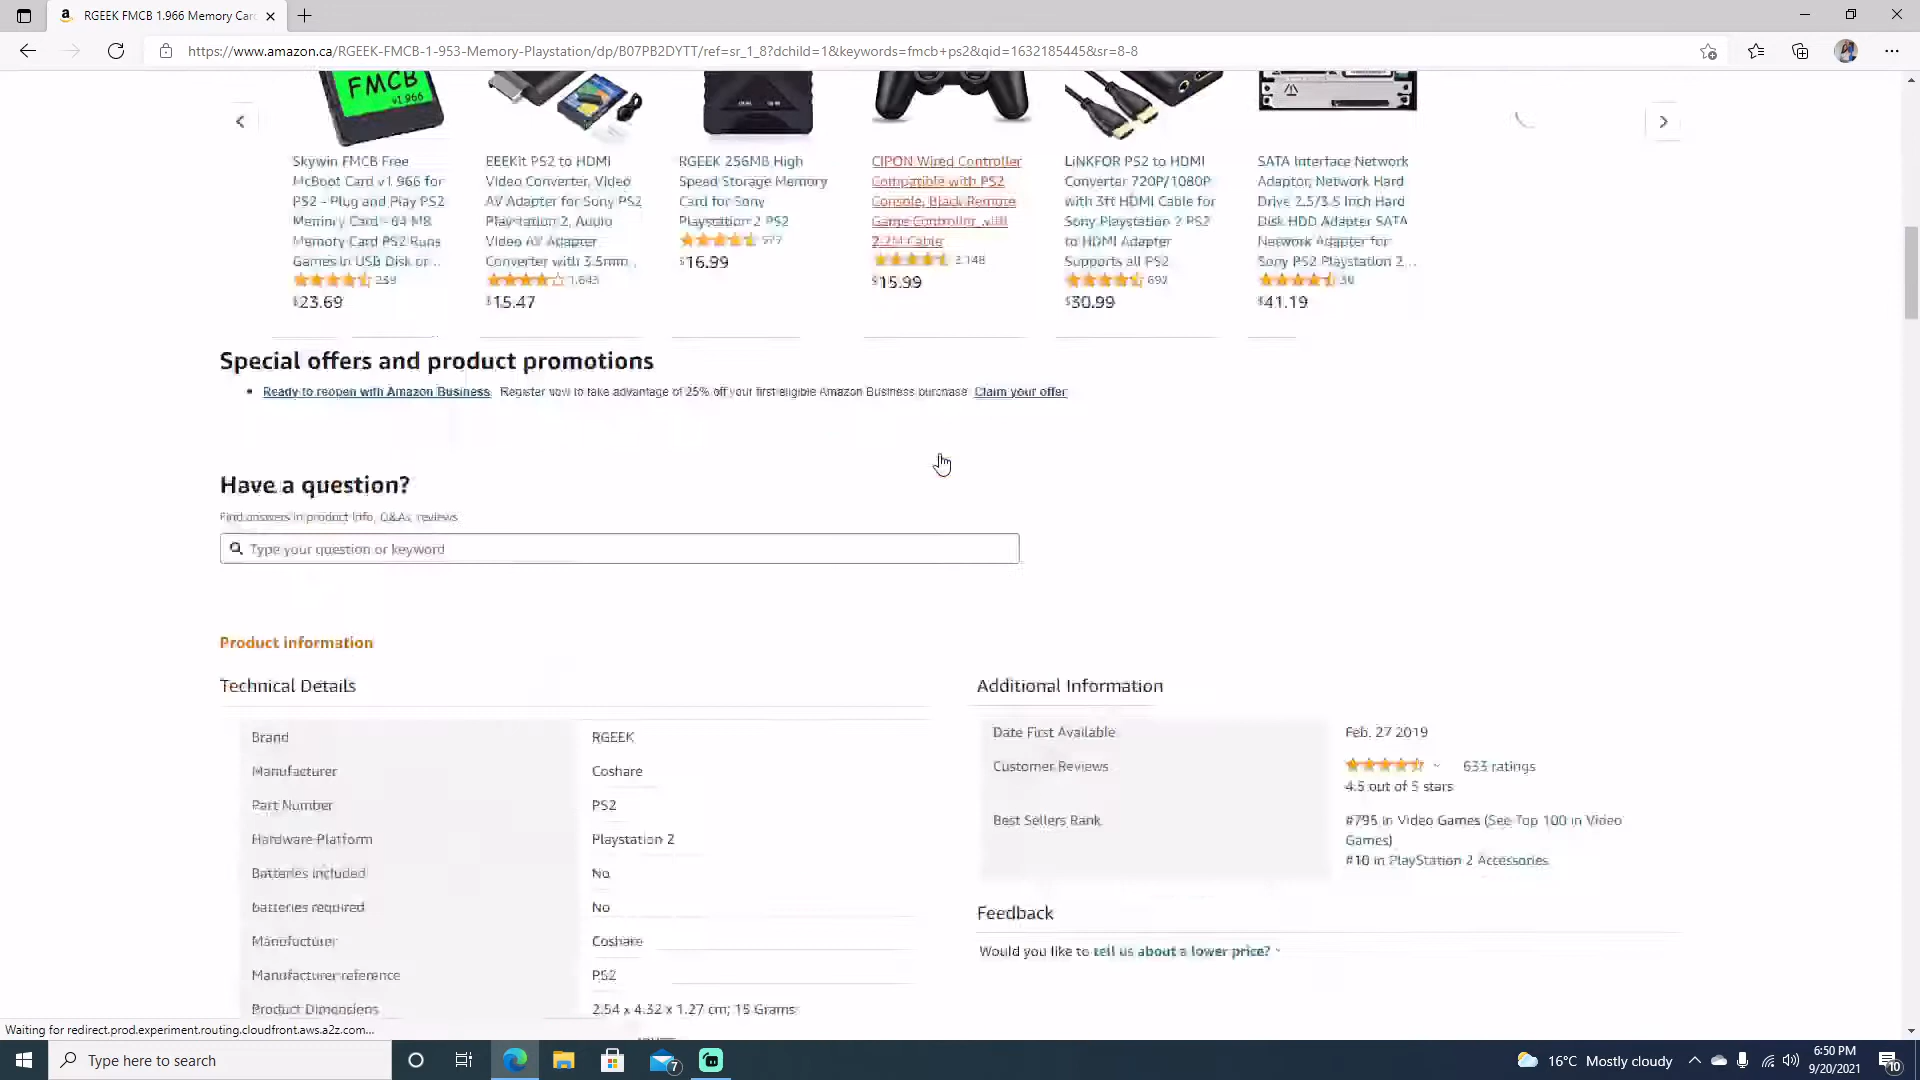 RGEEK FMCB 1.966 Memory Car
https://www.amazon.ca/RGEEK-FMCB-1-953-Memory-Playstation/dp/B07PB2DYTT/ref=sr_1_8?dchild=1&keywords=fmcb+ps2&qid=1632185445&sr=8-8
FMCB
v1.966
Skywin FMCB Free
McBoot Card v1.966 for
PS2 - Plug and Play PS2
Memory Card - 64 MB
Memory Card PS2 Runs
Games In USB Disk or...
239
$23.69
EEEKit PS2 to HDMI
Video Converter, Video
AV Adapter for Sony PS2
Playstation 2, Audio
Video AV Adapter
Converter with 3.5mm...
1,643
$15.47
RGEEK 256MB High
Speed Storage Memory
Card for Sony
Playstation 2 PS2
577
$16.99
CIPON Wired Controller
Compatible with PS2
Console, Black Remote
Game Controller with
2.2M Cable
3,148
$15.99
LiNKFOR PS2 to HDMI
Converter 720P/1080P
with 3ft HDMI Cable for
Sony Playstation 2 PS2
to HDMI Adapter
Supports all PS2
697
$30.99
SATA Interface Network
Adaptor, Network Hard
Drive 2.5/3.5 Inch Hard
Disk HDD Adapter SATA
Network Adapter for
Sony PS2 Playstation 2...
$41.19
Special offers and product promotions
Ready to reopen with Amazon Business. Register now to take advantage of 25% off your first eligible Amazon Business purchase Claim your offer
Have a question?
Find answers in product info, Q&As, reviews
Type your question or keyword
Product information
Technical Details
Brand RGEEK
Manufacturer Coshare
Part Number PS2
Hardware Platform Playstation 2
Batteries included No
batteries required No
Manufacturer Coshare
Manufacturer reference PS2
Product Dimensions 2.54 x 4.32 x 1.27 cm; 15 Grams
Additional Information
Date First Available Feb. 27 2019
Customer Reviews 633 ratings
4.5 out of 5 stars
Best Sellers Rank #795 in Video Games (See Top 100 in Video
Games)
#10 in PlayStation 2 Accessories
Feedback
Would you like to tell us about a lower price?
Waiting for redirect.prod.experiment.routing.cloudfront.aws.a2z.com...
Type here to search
7
16°C Mostly cloudy
6:50 PM
9/20/2021
10